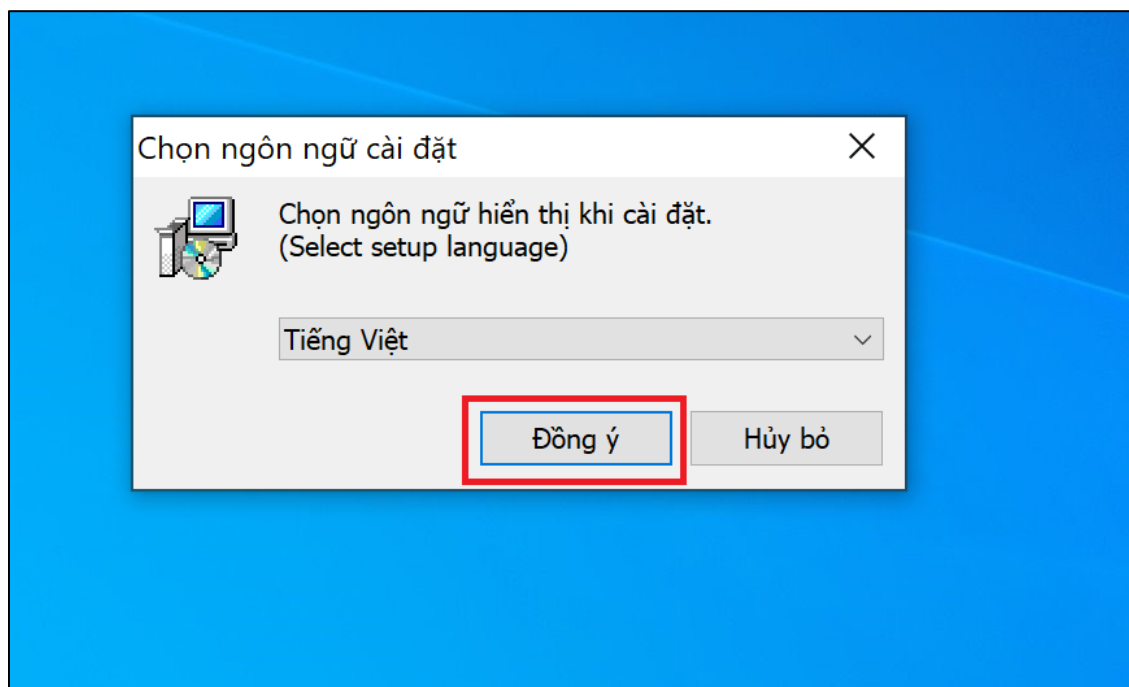 Chọn ngôn ngữ cài đặt
Chọn ngôn ngữ hiển thị khi cài đặt.
(Select setup language)
Tiếng Việt
Đồng ý
Hủy bỏ